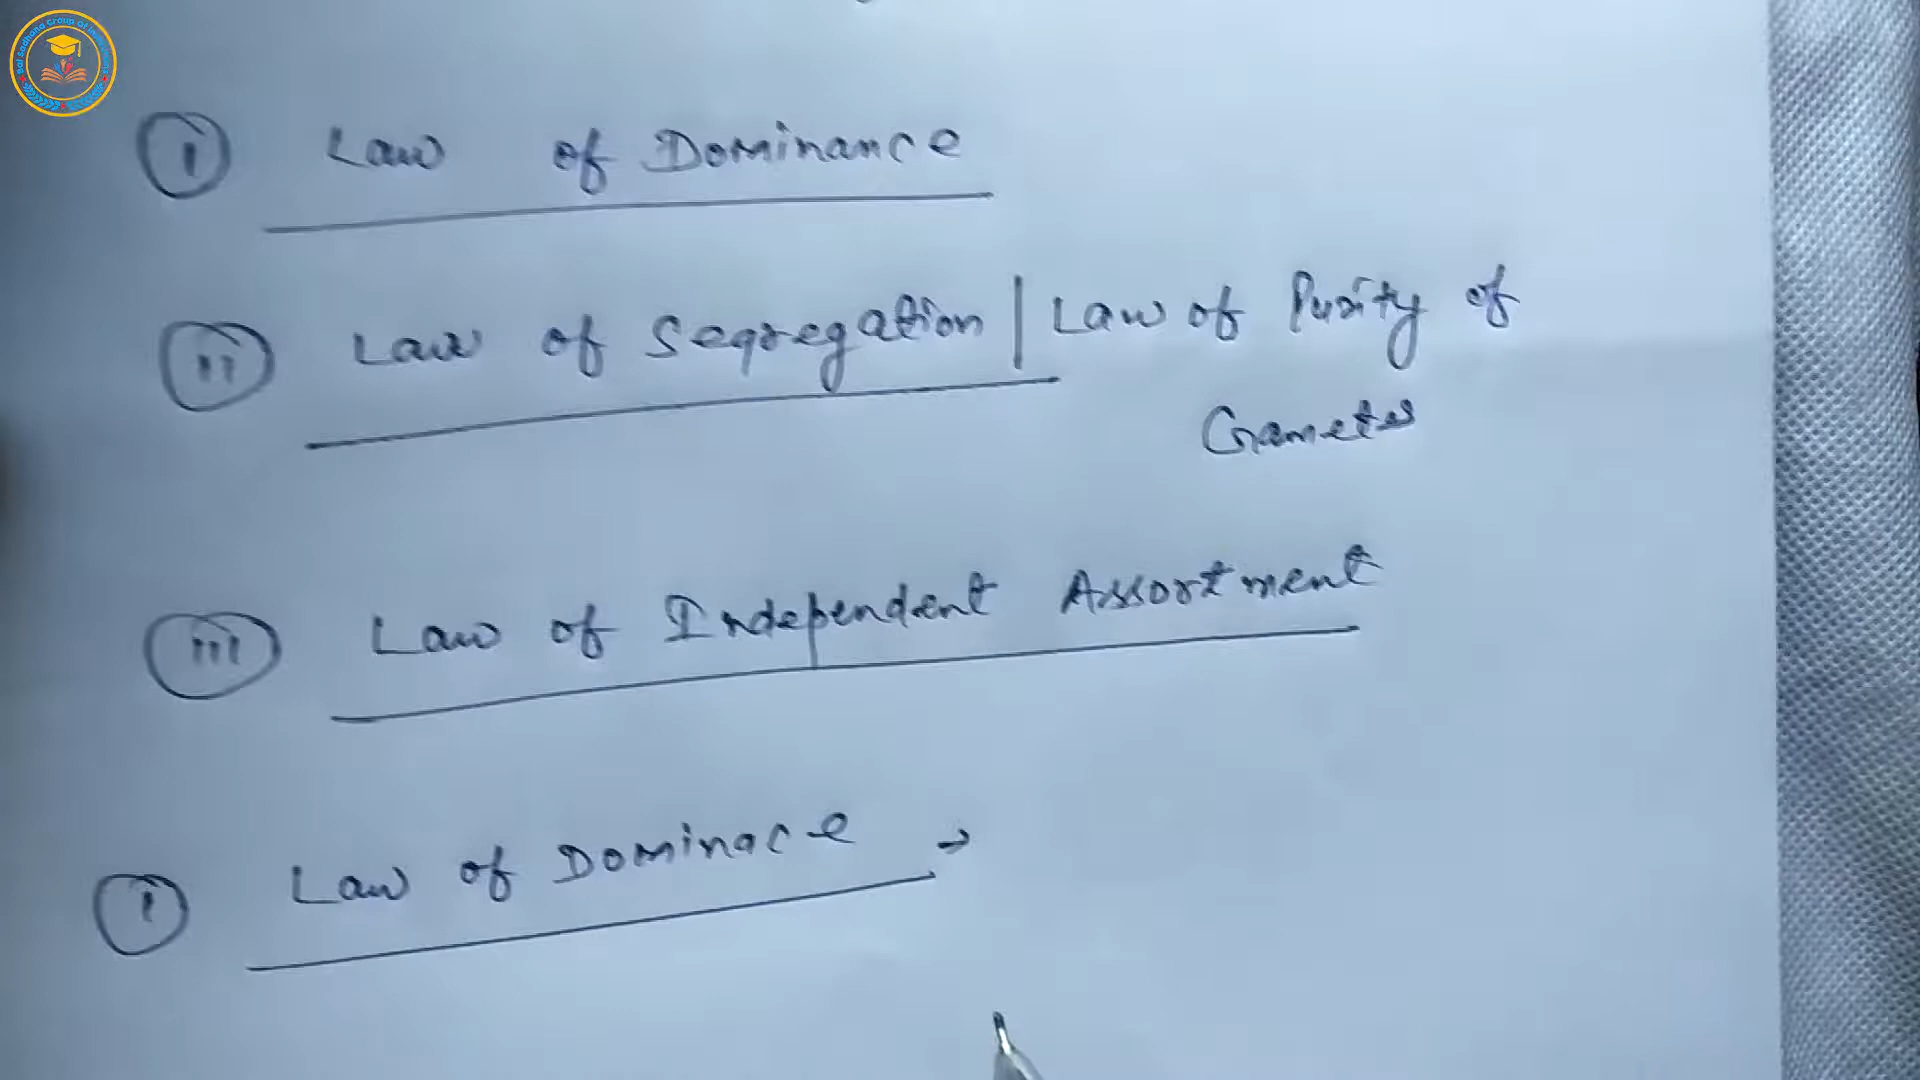 (i) Law of Dominance
(ii) Law of Segregation | Law of Purity of
Gametes
(iii) Law of Independent Assortment
(i) Law of Dominace →